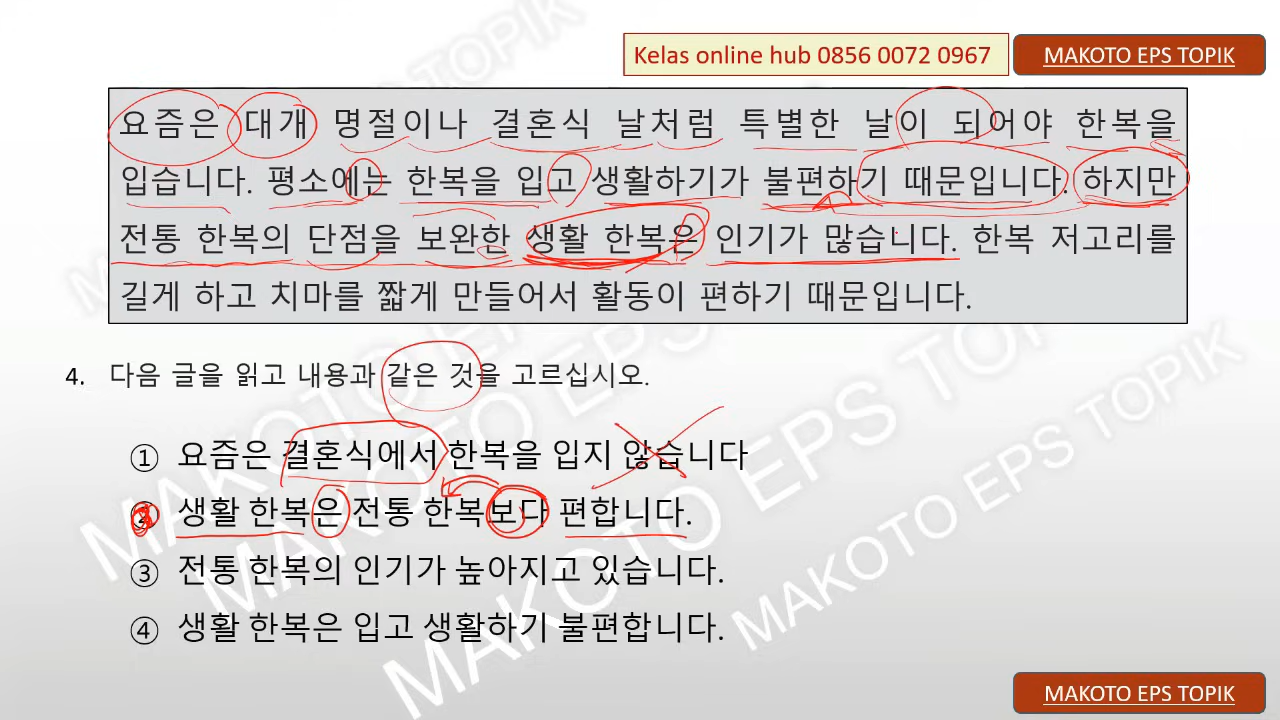 Kelas online hub 0856 0072 0967
MAKOTO EPS TOPIK
요즘은 대개 명절이나 결혼식 날처럼 특별한 날이 되어야 한복을
입습니다. 평소에는 한복을 입고 생활하기가 불편하기 때문입니다. 하지만
전통 한복의 단점을 보완한 생활 한복은 인기가 많습니다. 한복 저고리를
길게 하고 치마를 짧게 만들어서 활동이 편하기 때문입니다.
4. 다음 글을 읽고 내용과 같은 것을 고르십시오.
① 요즘은 결혼식에서 한복을 입지 않습니다
② 생활 한복은 전통 한복보다 편합니다.
③ 전통 한복의 인기가 높아지고 있습니다.
④ 생활 한복은 입고 생활하기 불편합니다.
MAKOTO EPS TOPIK